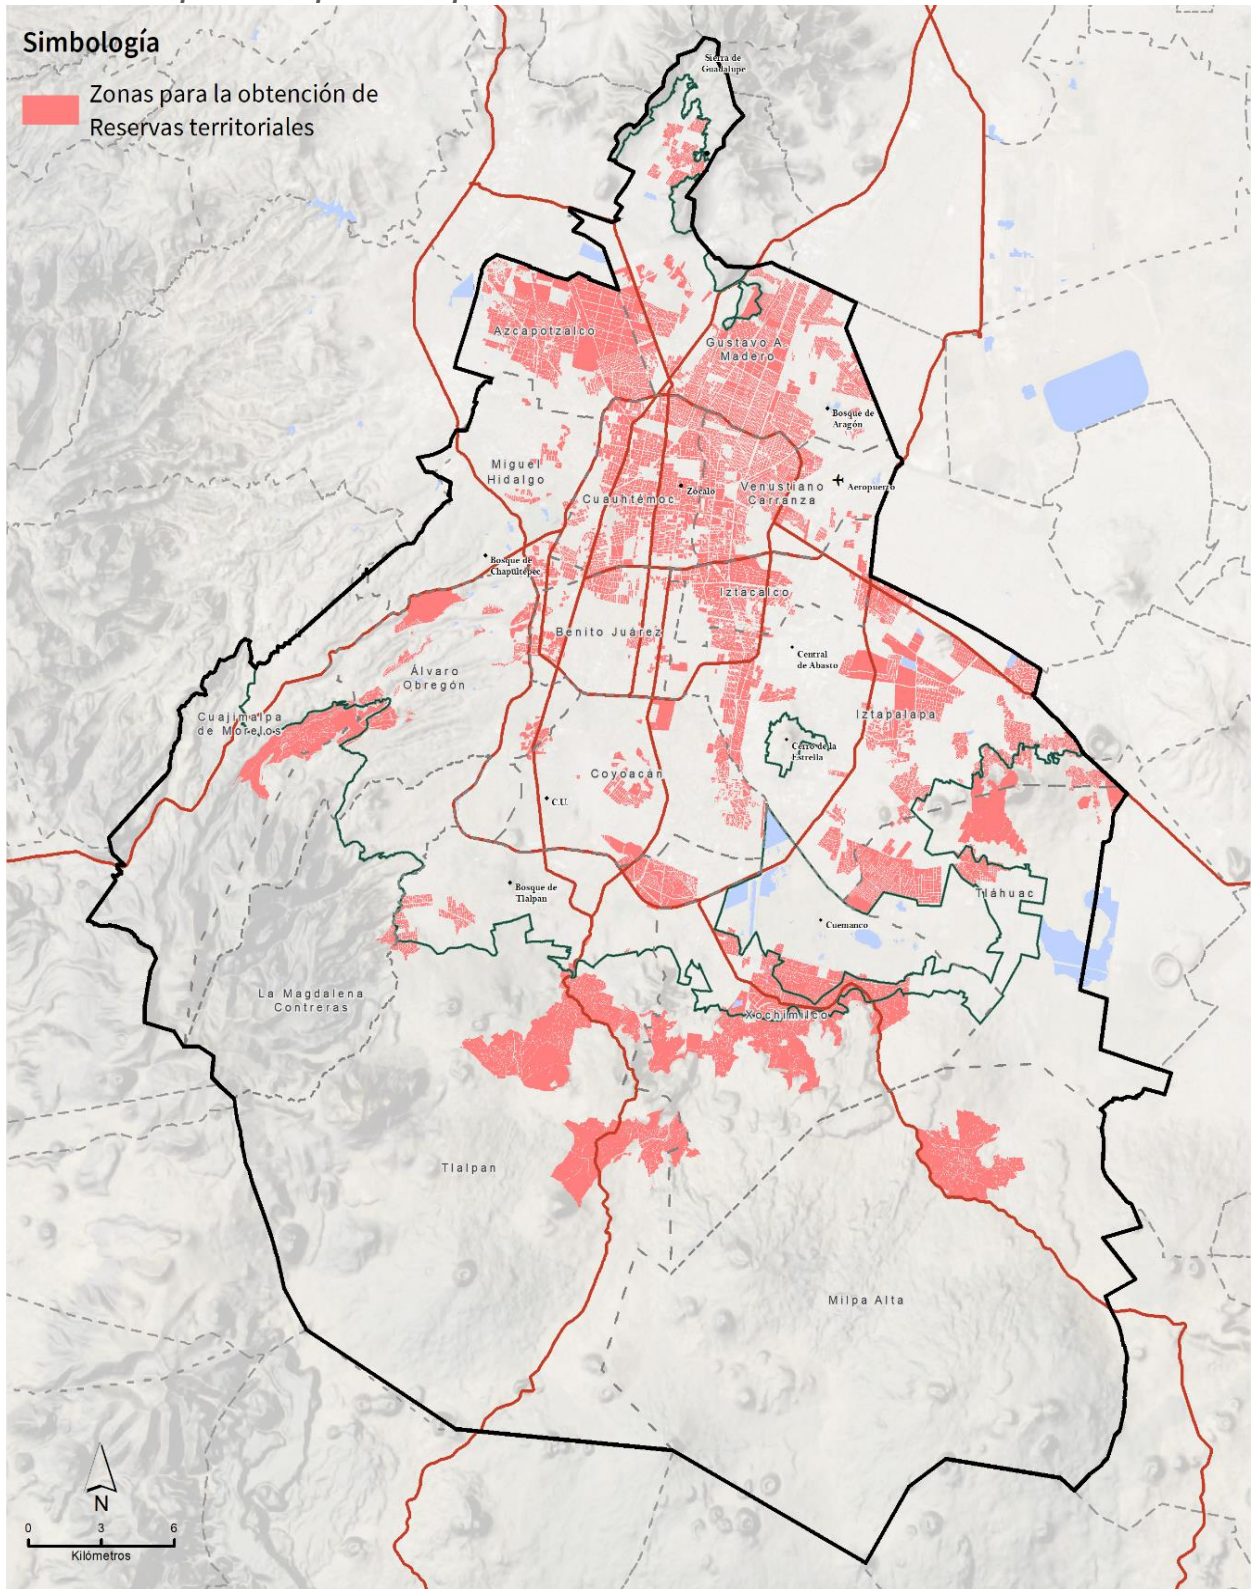 Simbología
Zonas para la obtención de
Reservas territoriales
Sierra de
Guadalupe
Azcapotzalco
Gustavo A.
Madero
Bosque de
Aragón
Miguel
Hidalgo
Cuauhtémoc
Zócalo
Venustiano
Carranza
Aeropuerto
Bosque de
Chapultepec
Iztacalco
Benito Juárez
Central
de Abasto
Álvaro
Obregón
Iztapalapa
Cuajimalpa
de Morelos
Cerro de la
Estrella
Coyoacán
C.U.
Bosque de
Tlalpan
Tláhuac
Cuemanco
La Magdalena
Contreras
Xochimilco
Tlalpan
Milpa Alta
N
0 3 6
Kilómetros